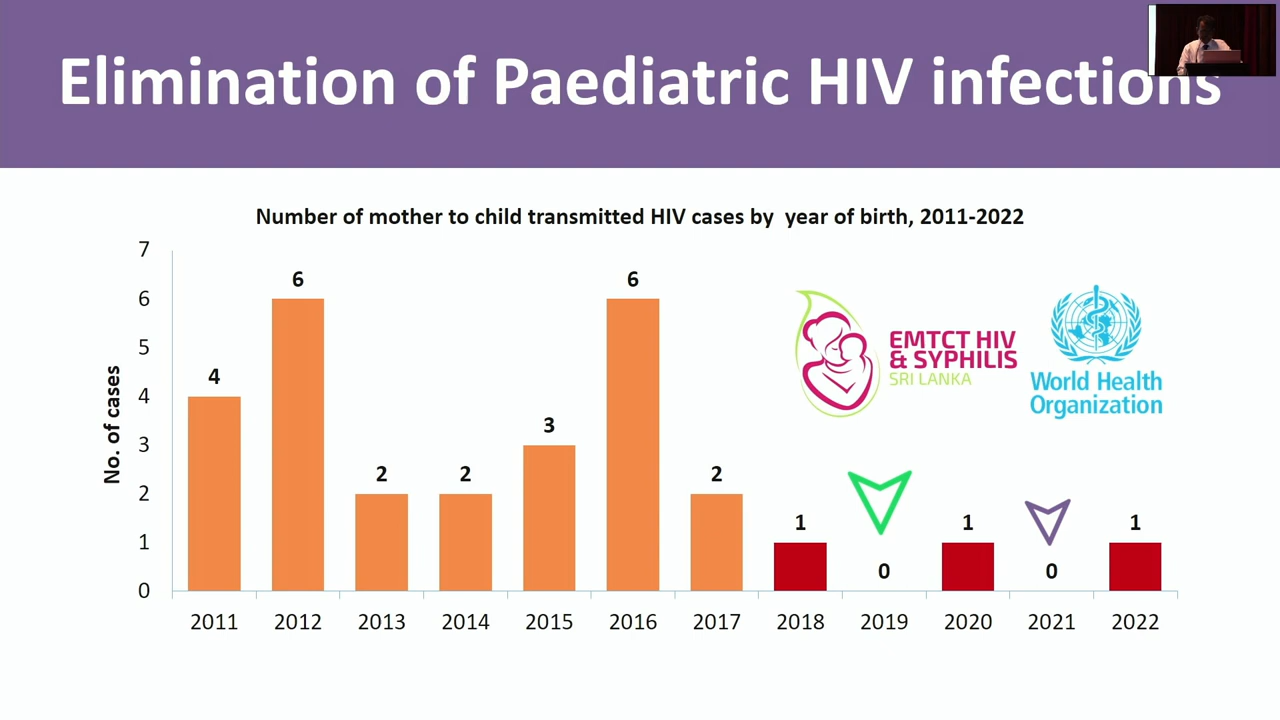 Elimination of Paediatric HIV infections
Number of mother to child transmitted HIV cases by year of birth, 2011-2022
No. of cases
7
6
5
4
3
2
1
0
4
6
2
2
3
6
2
1
0
1
0
1
2011 2012 2013 2014 2015 2016 2017 2018 2019 2020 2021 2022
EMTCT HIV
& SYPHILIS
SRI LANKA
World Health
Organization